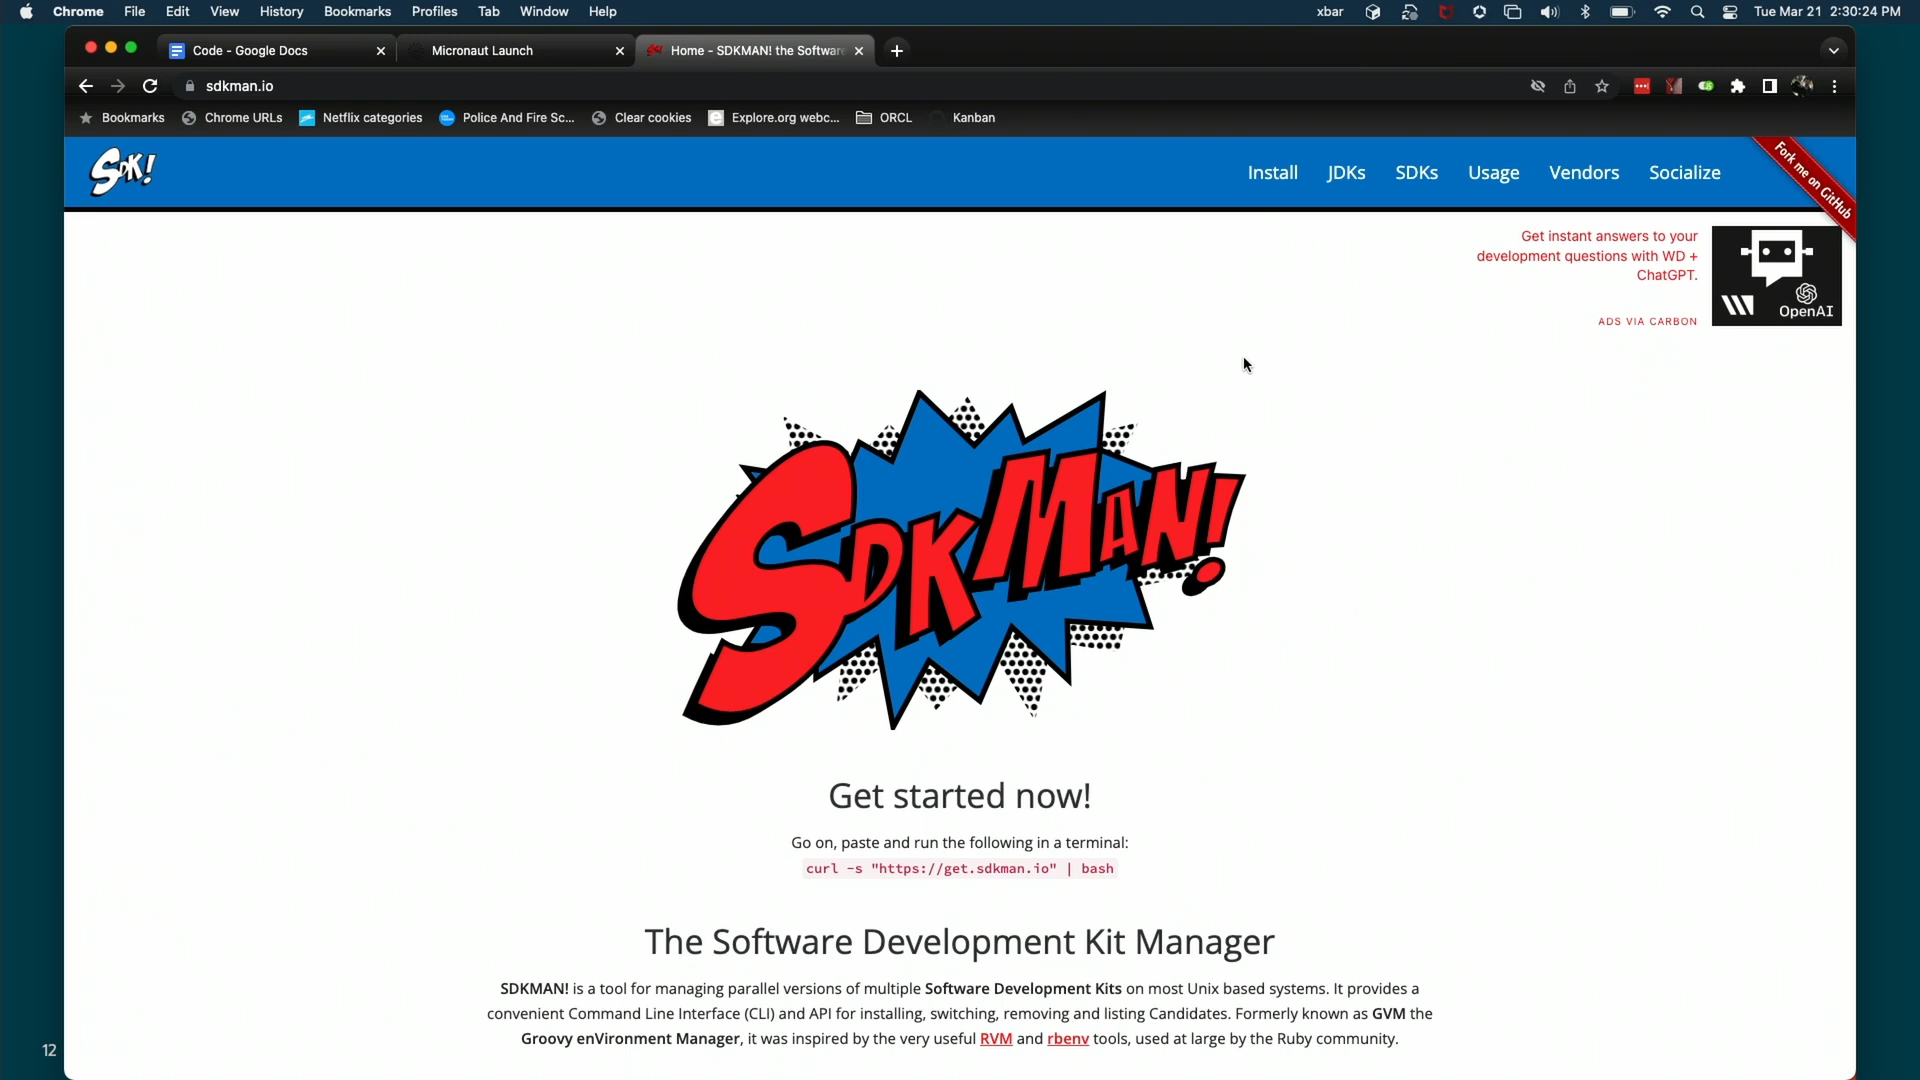 Chrome File Edit View History Bookmarks Profiles Tab Window Help xbar Tue Mar 21 2:30:24 PM
Code - Google Docs Micronaut Launch Home - SDKMAN! the Software
sdkman.io
Bookmarks Chrome URLs Netflix categories Police And Fire Sc... Clear cookies Explore.org webc... ORCL Kanban
SDK! Install JDKs SDKs Usage Vendors Socialize
Fork me on GitHub
Get instant answers to your
development questions with WD +
ChatGPT.
OpenAI
ADS VIA CARBON
SDKMAN!
Get started now!
Go on, paste and run the following in a terminal:
curl -s "https://get.sdkman.io" | bash
The Software Development Kit Manager
SDKMAN! is a tool for managing parallel versions of multiple Software Development Kits on most Unix based systems. It provides a
convenient Command Line Interface (CLI) and API for installing, switching, removing and listing Candidates. Formerly known as GVM the
Groovy enVironment Manager, it was inspired by the very useful RVM and rbenv tools, used at large by the Ruby community.
12